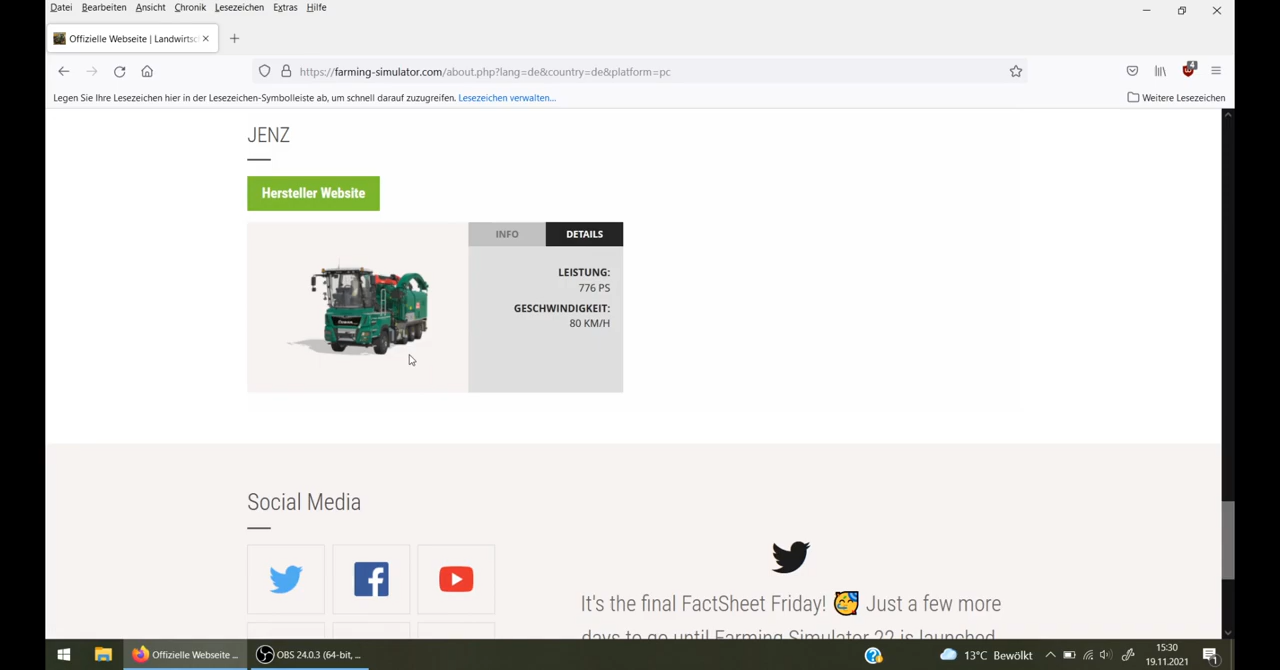 Datei Bearbeiten Ansicht Chronik Lesezeichen Extras Hilfe
Offizielle Webseite | Landwirtsc
https://farming-simulator.com/about.php?lang=de&country=de&platform=pc
4
Legen Sie Ihre Lesezeichen hier in der Lesezeichen-Symbolleiste ab, um schnell darauf zuzugreifen. Lesezeichen verwalten...
Weitere Lesezeichen
JENZ
Hersteller Website
INFO DETAILS
LEISTUNG:
776 PS
GESCHWINDIGKEIT:
80 KM/H
Social Media
It's the final FactSheet Friday! 🥳 Just a few more
days to go until Farming Simulator 22 is launched
Offizielle Webseite ...
OBS 24.0.3 (64-bit, ...
13°C Bewölkt
15:30
19.11.2021
1